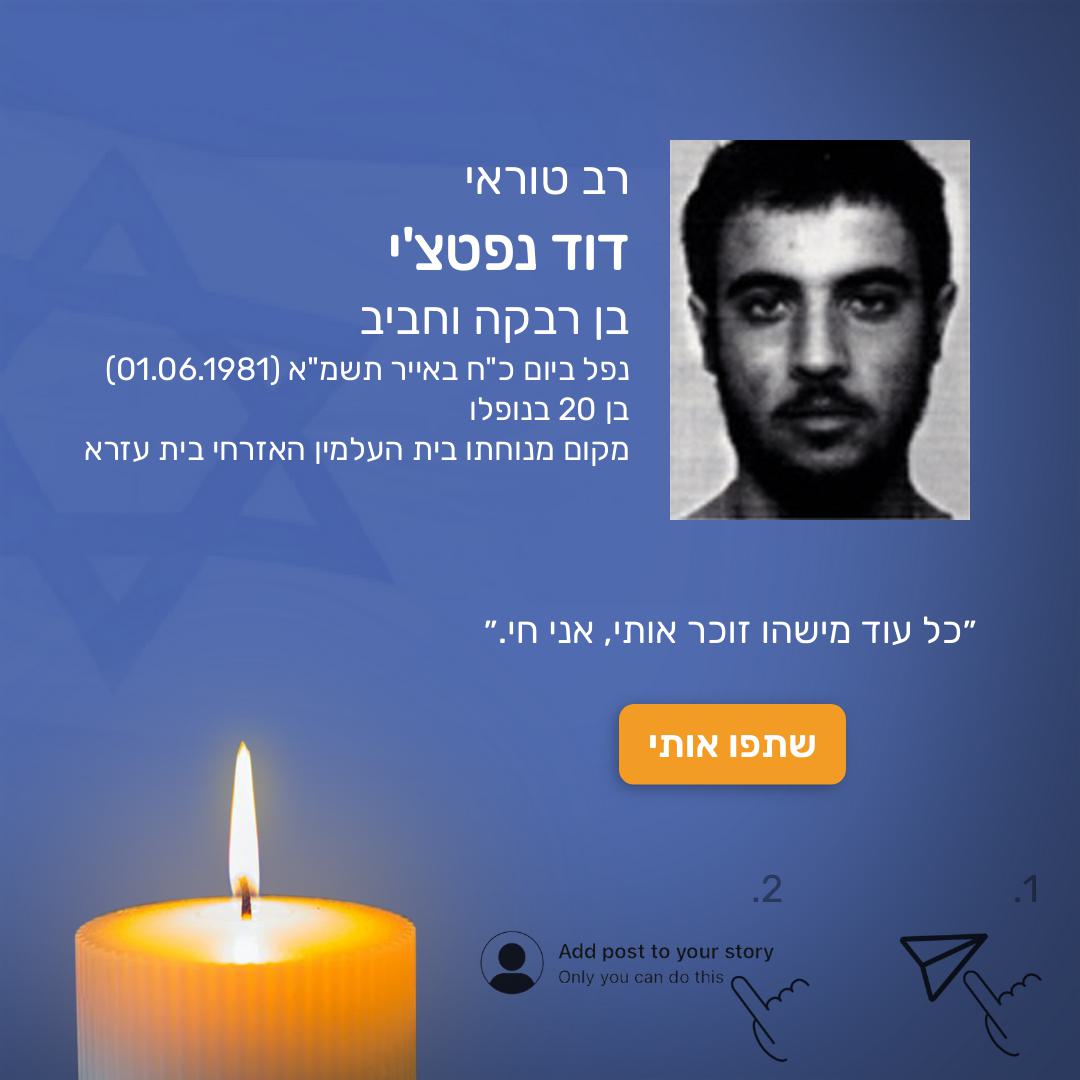 רב טוראי
דוד נפטצ'י
בן רבקה וחביב
נפל ביום כ"ח באייר תשמ"א (01.06.1981)
בן 20 בנופלו
מקום מנוחתו בית העלמין האזרחי בית עזרא
״כל עוד מישהו זוכר אותי, אני חי.״
שתפו אותי
.1
.2
Add post to your story
Only you can do this